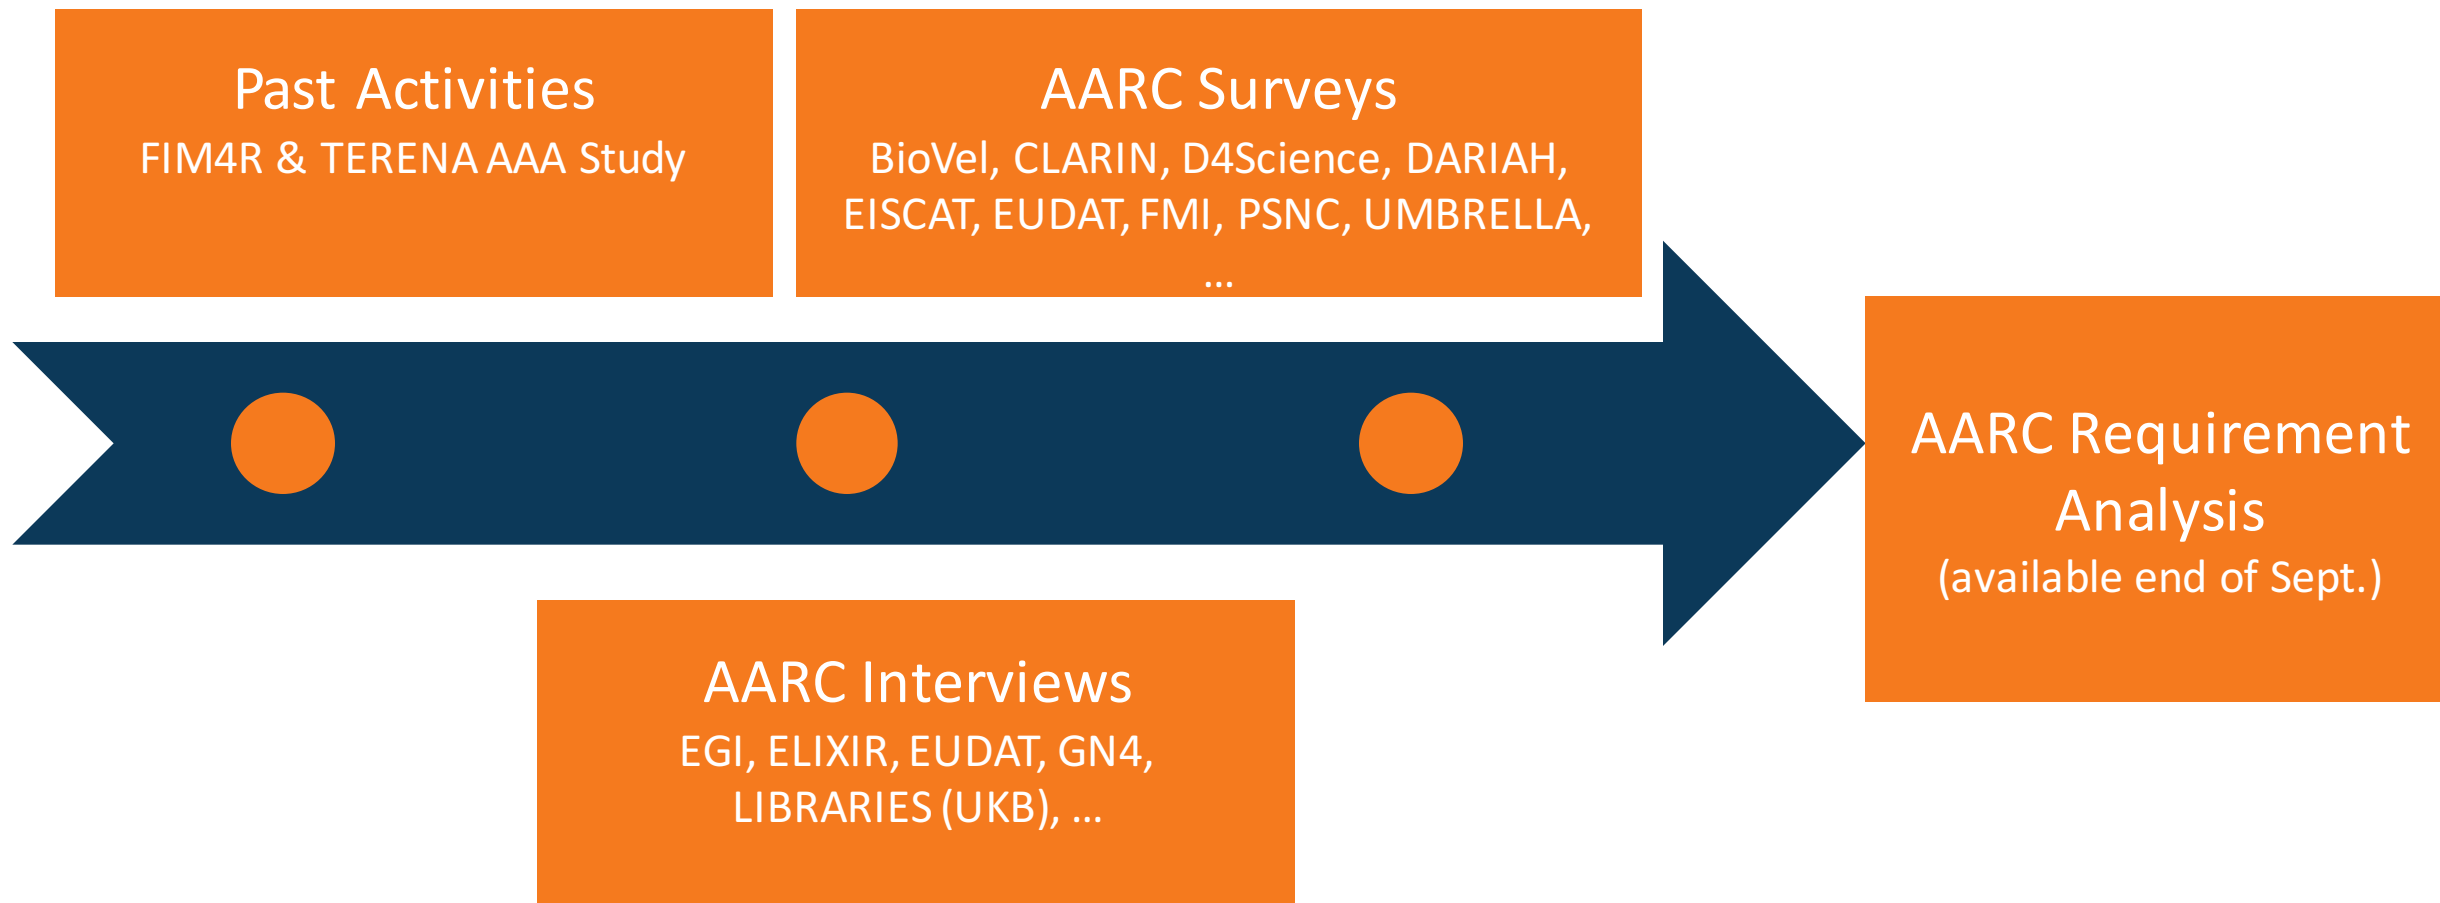 Past Activities
FIM4R & TERENA AAA Study
AARC Surveys
BioVel, CLARIN, D4Science, DARIAH,
EISCAT, EUDAT, FMI, PSNC, UMBRELLA,
...
AARC Interviews
EGI, ELIXIR, EUDAT, GN4,
LIBRARIES (UKB), ...
AARC Requirement
Analysis
(available end of Sept.)